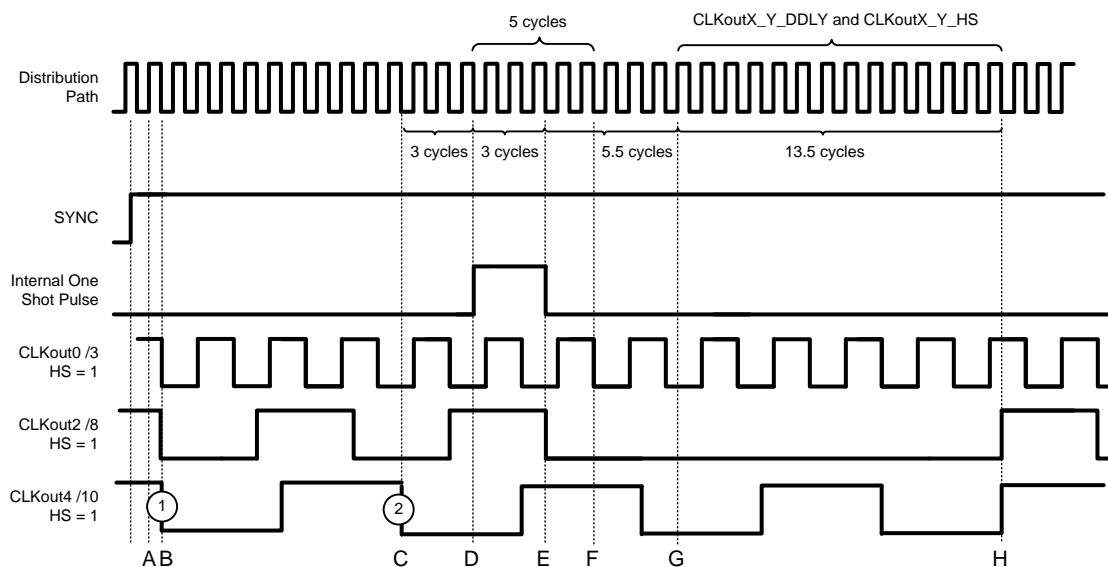 5 cycles
CLKoutX_Y_DDLY and CLKoutX_Y_HS
Distribution
Path
3 cycles
3 cycles
5.5 cycles
13.5 cycles
SYNC
Internal One
Shot Pulse
CLKout0 /3
HS = 1
CLKout2 /8
HS = 1
CLKout4 /10
HS = 1
1
2
A B C D E F G H